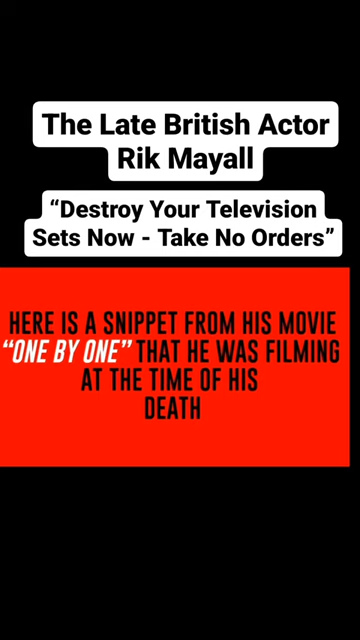 The Late British Actor
Rik Mayall
“Destroy Your Television
Sets Now - Take No Orders”
HERE IS A SNIPPET FROM HIS MOVIE
“ONE BY ONE” THAT HE WAS FILMING
AT THE TIME OF HIS
DEATH